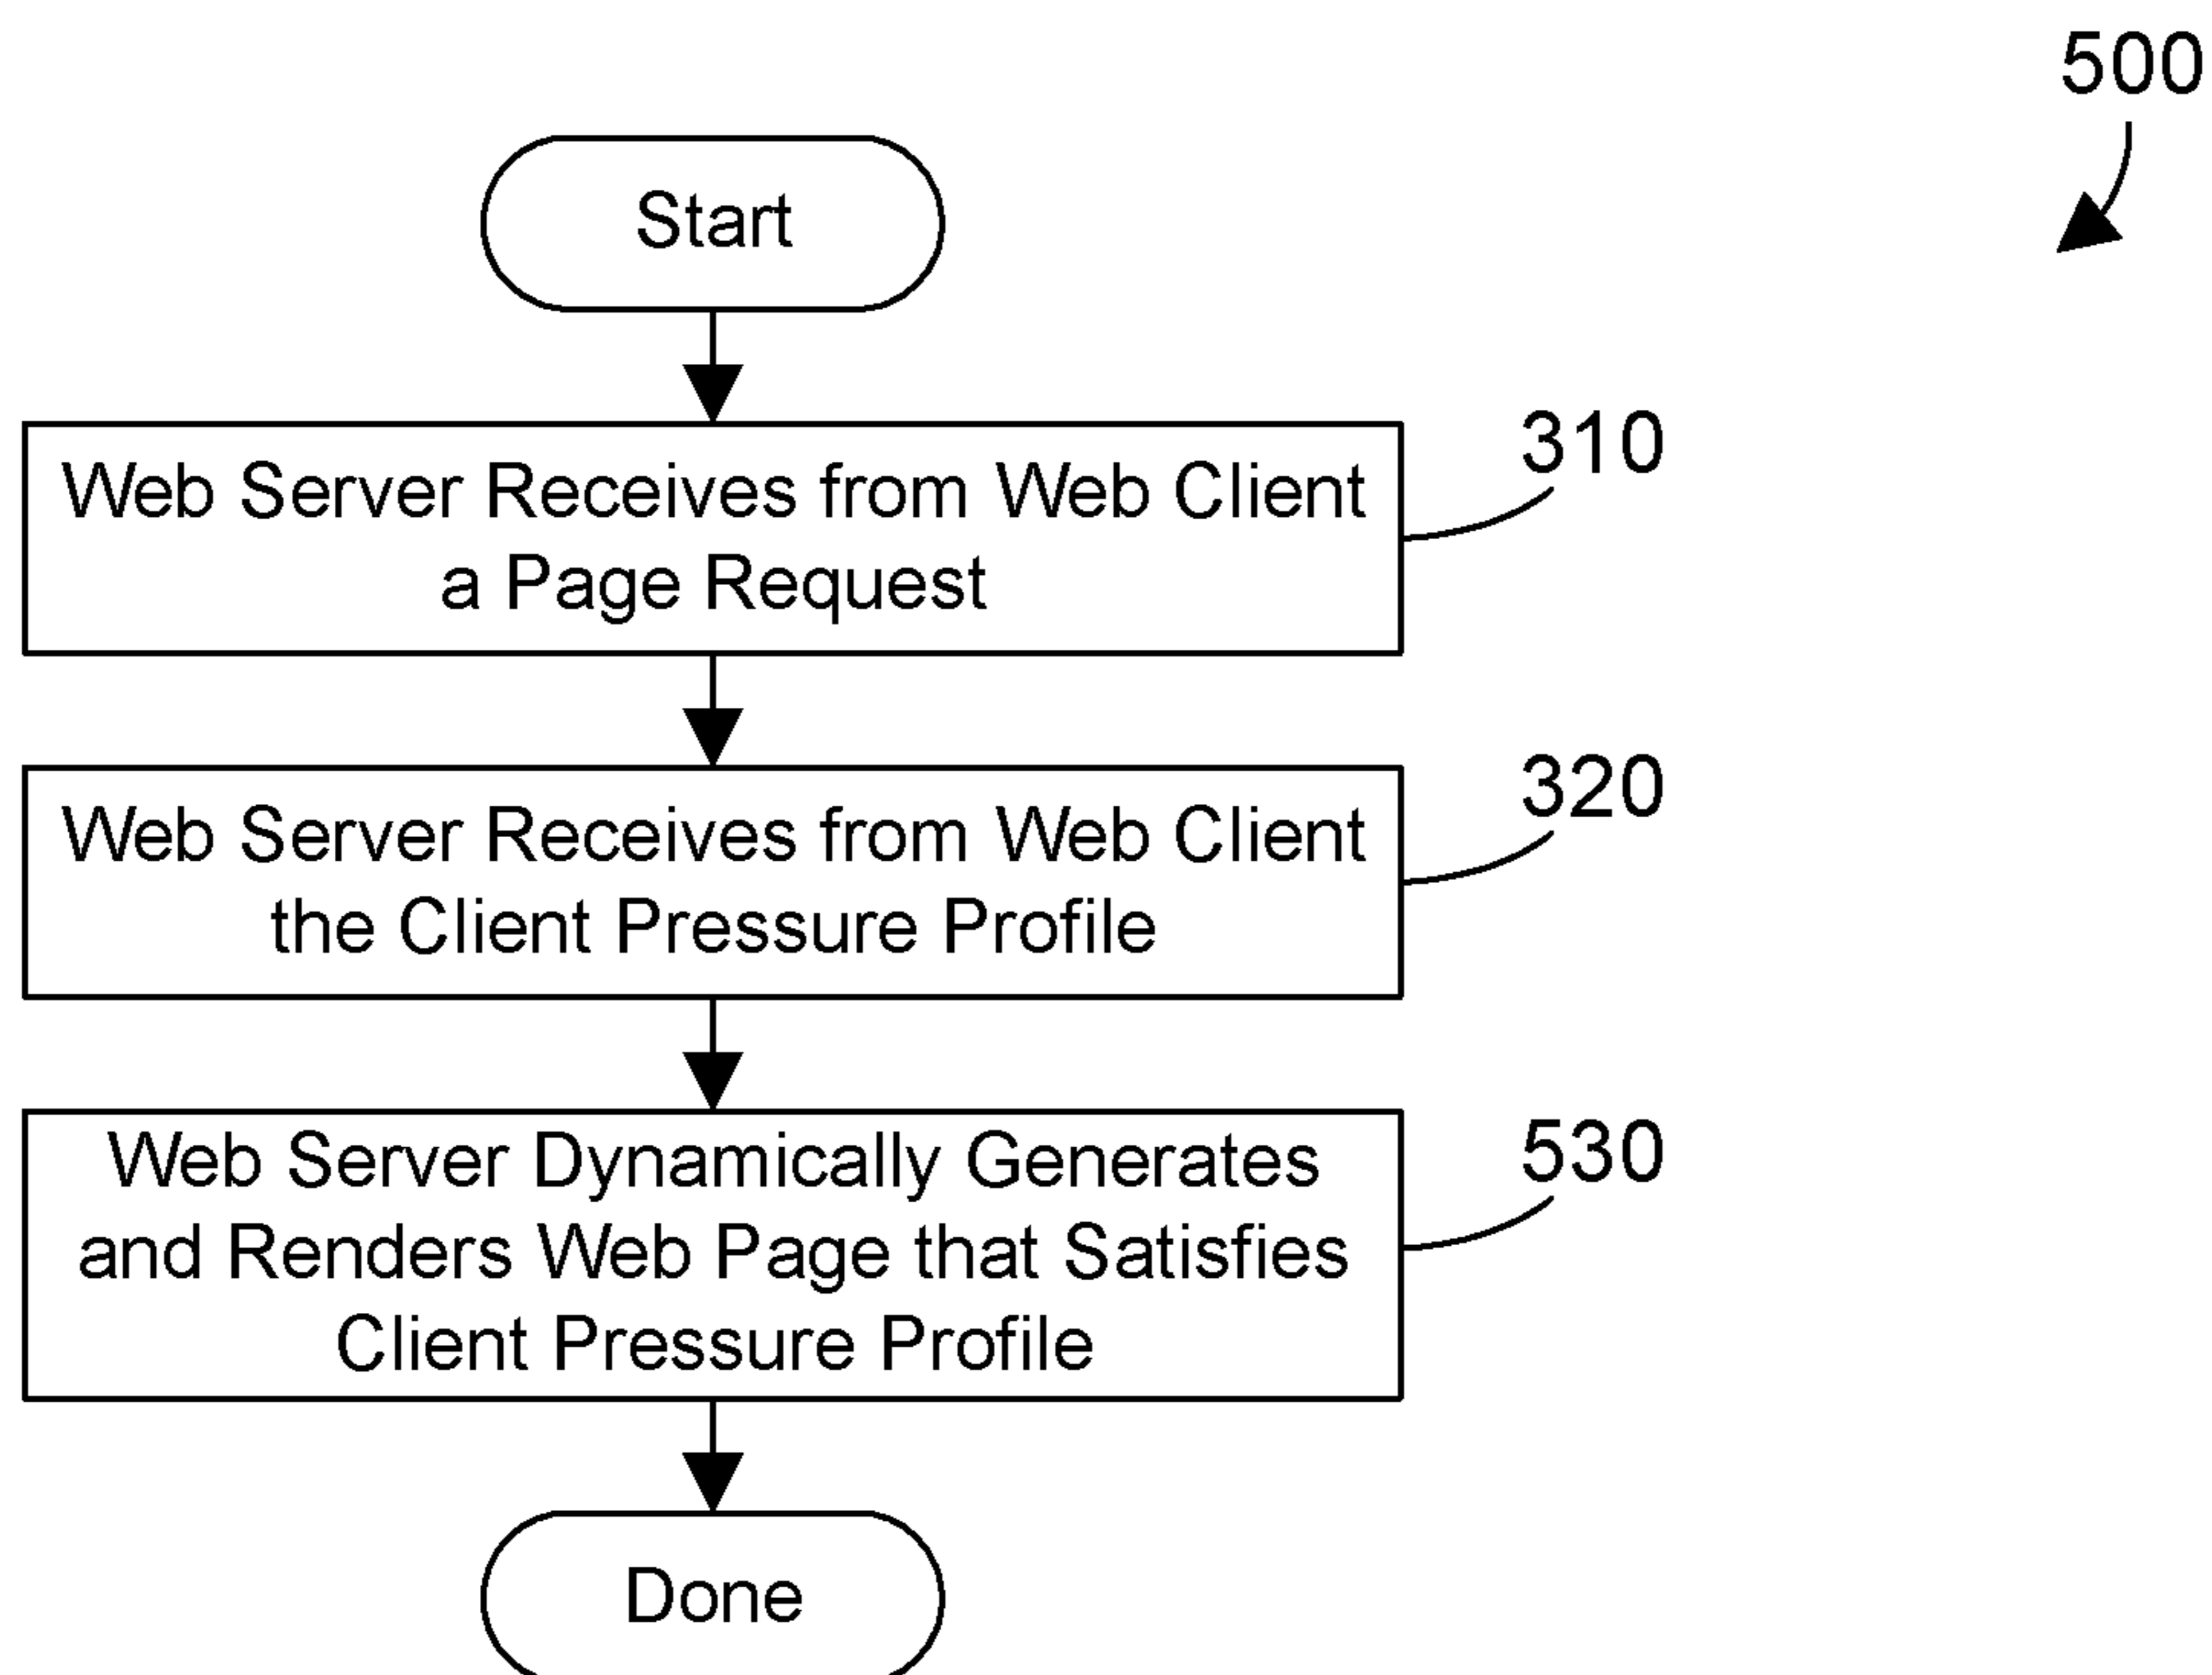 500
Start
Web Server Receives from Web Client
a Page Request
310
Web Server Receives from Web Client
the Client Pressure Profile
320
Web Server Dynamically Generates
and Renders Web Page that Satisfies
Client Pressure Profile
530
Done